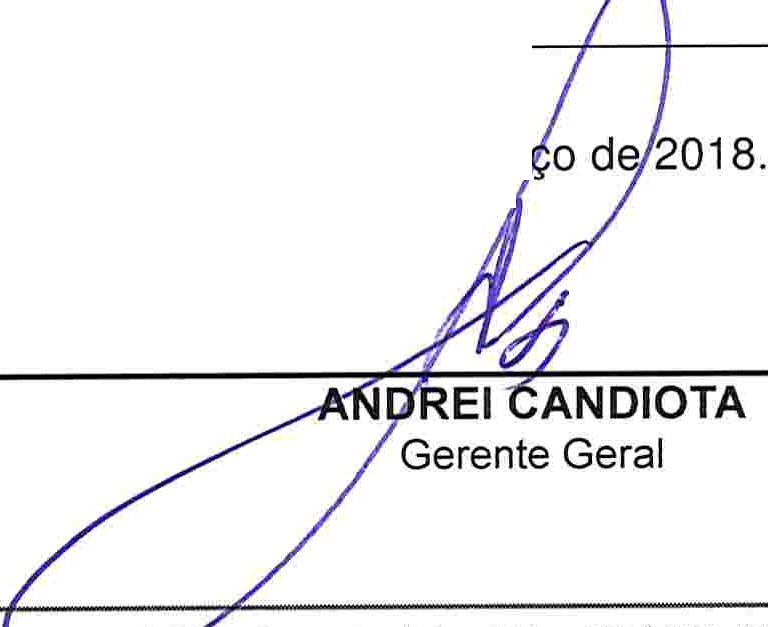 ço de 2018.
ANDREI CANDIOTA
Gerente Geral